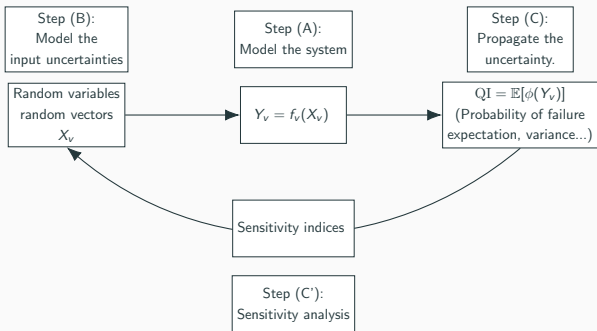 Step (B):
Model the
input uncertainties
Step (A):
Model the system
Step (C):
Propagate the
uncertainty.
Random variables
random vectors
X_v
Y_v = f_v(X_v)
QI = 𝔼[ϕ(Y_v)]
(Probability of failure
expectation, variance...)
Sensitivity indices
Step (C'):
Sensitivity analysis